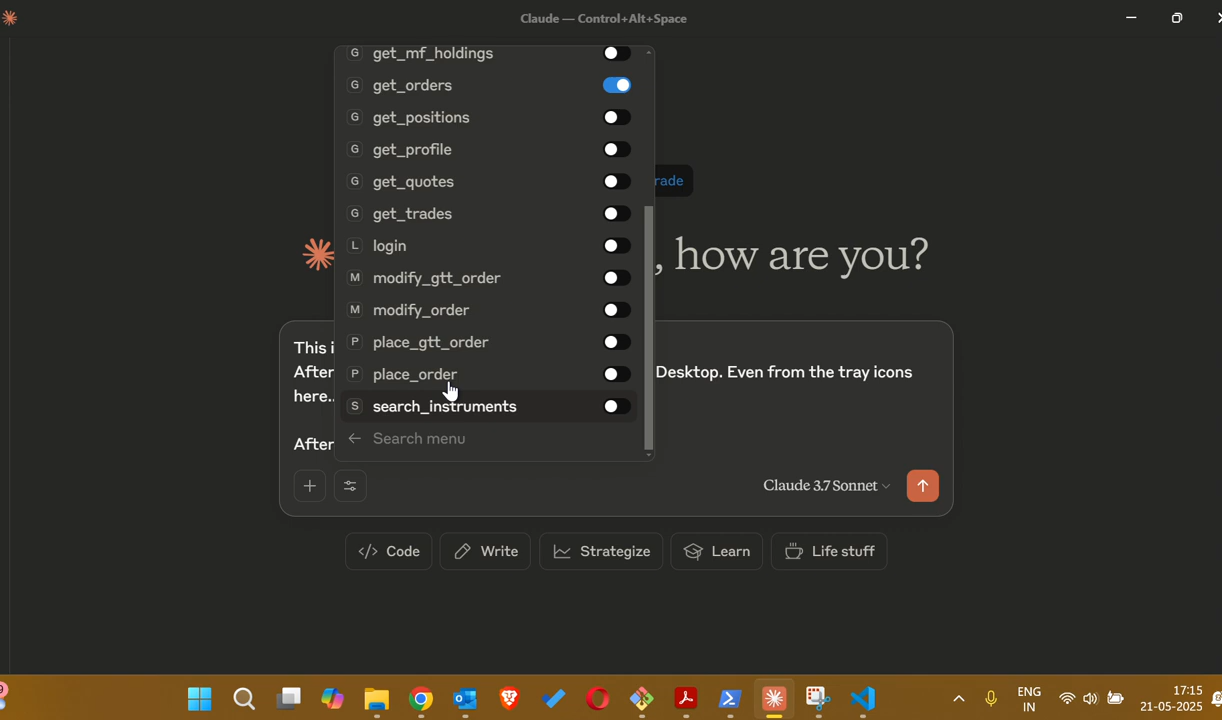 Claude — Control+Alt+Space
G get_mf_holdings
G get_orders
G get_positions
G get_profile
G get_quotes
rade
G get_trades
L login
, how are you?
M modify_gtt_order
M modify_order
P place_gtt_order
This i
P place_order
After
Desktop. Even from the tray icons
here..
S search_instruments
← Search menu
After
Claude 3.7 Sonnet
</> Code
Write
Strategize
Learn
Life stuff
ENG
IN
17:15
21-05-2025